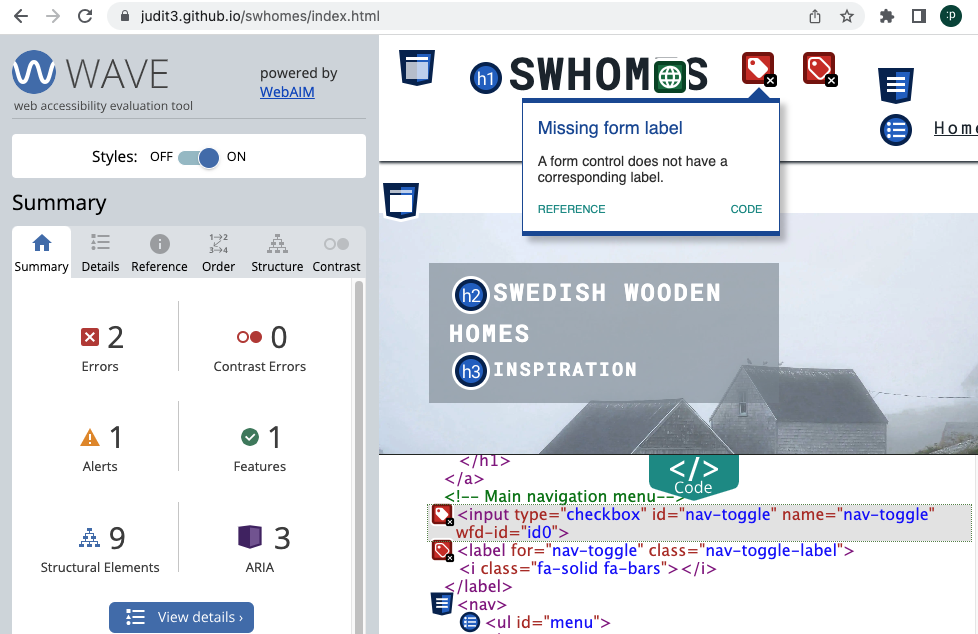 judit3.github.io/swhomes/index.html
:p
WAVE
web accessibility evaluation tool
powered by
WebAIM
Styles: OFF ON
Summary
Summary Details Reference Order Structure Contrast
2
Errors
0
Contrast Errors
1
Alerts
1
Features
9
Structural Elements
3
ARIA
View details ›
h1 SWHOMES
Home
Missing form label
A form control does not have a
corresponding label.
REFERENCE CODE
h2 SWEDISH WOODEN
HOMES
h3 INSPIRATION
</>
Code
</h1>
</a>
<!-- Main navigation menu-->
<input type="checkbox" id="nav-toggle" name="nav-toggle"
wfd-id="id0">
<label for="nav-toggle" class="nav-toggle-label">
<i class="fa-solid fa-bars"></i>
</label>
<nav>
<ul id="menu">